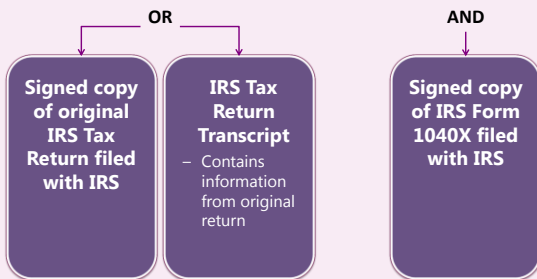 OR
AND
Signed copy
of original
IRS Tax
Return filed
with IRS
IRS Tax
Return
Transcript
– Contains
information
from original
return
Signed copy
of IRS Form
1040X filed
with IRS